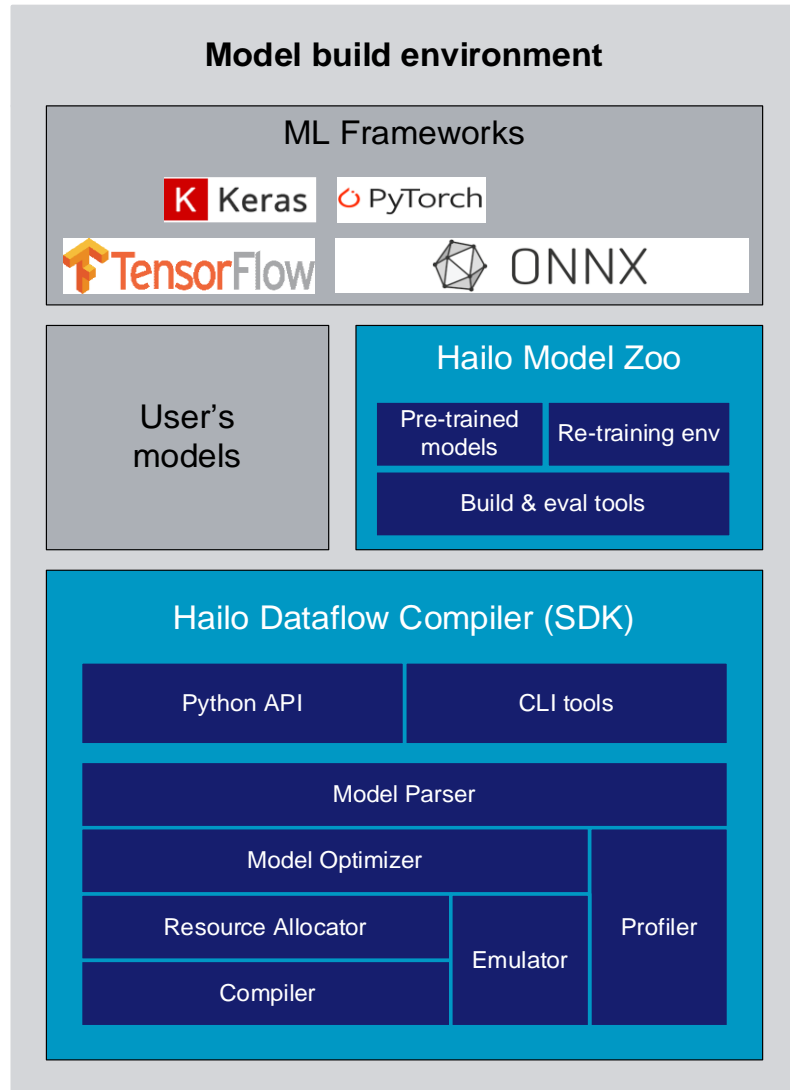 Model build environment
ML Frameworks
K Keras
PyTorch
TensorFlow
ONNX
User’s
models
Hailo Model Zoo
Pre-trained
models
Re-training env
Build & eval tools
Hailo Dataflow Compiler (SDK)
Python API
CLI tools
Model Parser
Model Optimizer
Resource Allocator
Compiler
Emulator
Profiler